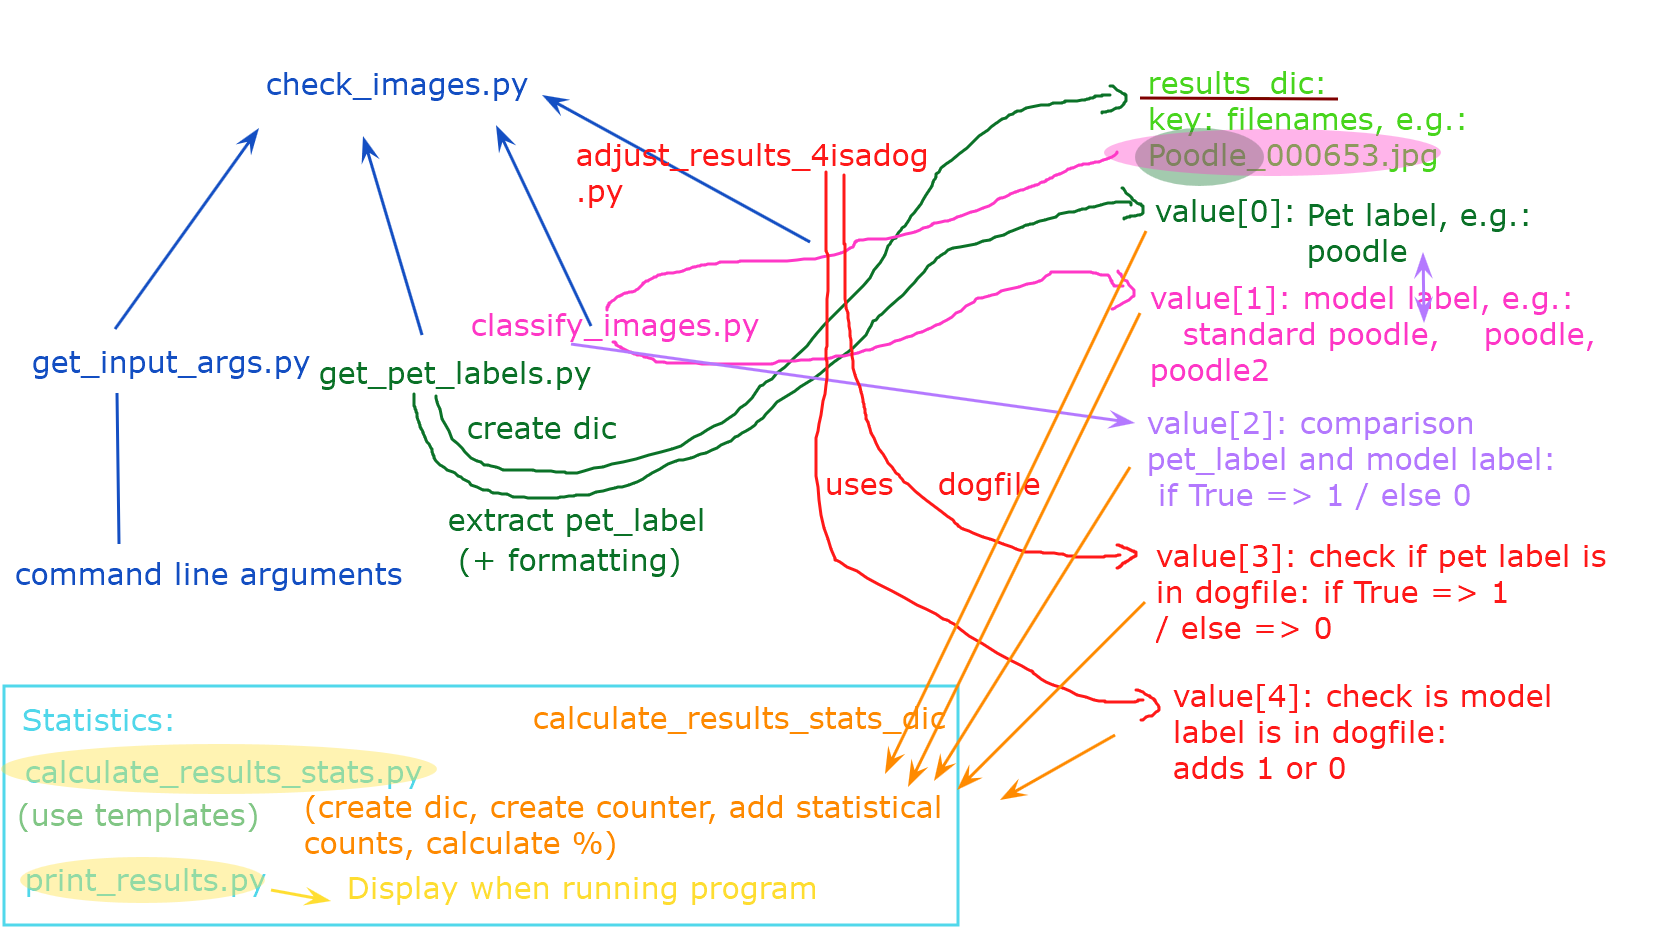 check_images.py
adjust_results_4isadog
.py
classify_images.py
get_input_args.py
get_pet_labels.py
create dic
extract pet_label
(+ formatting)
command line arguments
uses dogfile
results_dic:
key: filenames, e.g.:
Poodle_000653.jpg
value[0]: Pet label, e.g.:
poodle
value[1]: model label, e.g.:
standard poodle, poodle,
poodle2
value[2]: comparison
pet_label and model label:
if True => 1 / else 0
value[3]: check if pet label is
in dogfile: if True => 1
/ else => 0
value[4]: check is model
label is in dogfile:
adds 1 or 0
Statistics:
calculate_results_stats_dic
calculate_results_stats.py
(use templates)
(create dic, create counter, add statistical
counts, calculate %)
print_results.py
Display when running program